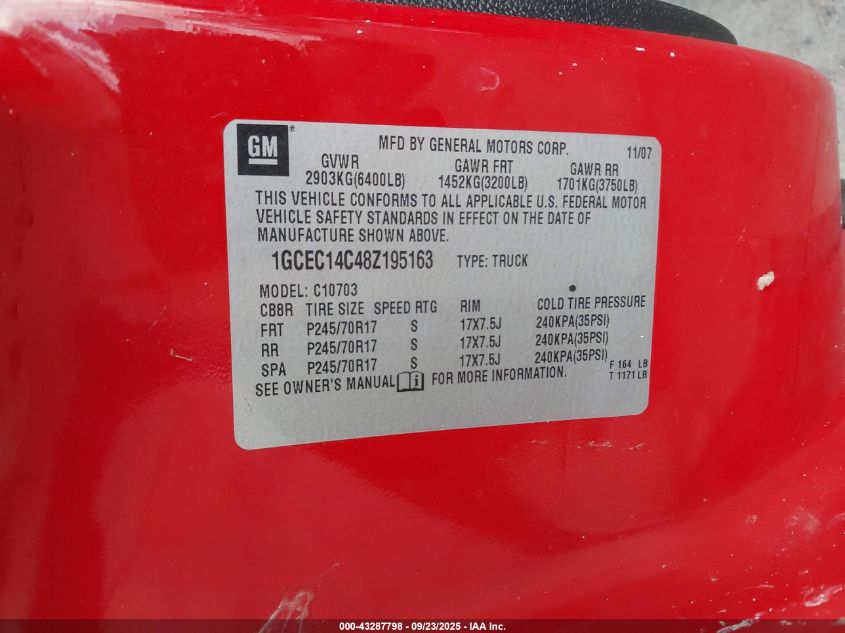 GM ®
MFD BY GENERAL MOTORS CORP. 11/07
GVWR GAWR FRT GAWR RR
2903KG(6400LB) 1452KG(3200LB) 1701KG(3750LB)
THIS VEHICLE CONFORMS TO ALL APPLICABLE U.S. FEDERAL MOTOR
VEHICLE SAFETY STANDARDS IN EFFECT ON THE DATE OF
MANUFACTURE SHOWN ABOVE.
1GCEC14C48Z195163 TYPE: TRUCK
MODEL: C10703
CB8R TIRE SIZE SPEED RTG RIM COLD TIRE PRESSURE
FRT P245/70R17 S 17X7.5J 240KPA(35PSI)
RR P245/70R17 S 17X7.5J 240KPA(35PSI)
SPA P245/70R17 S 17X7.5J 240KPA(35PSI)
SEE OWNER'S MANUAL i FOR MORE INFORMATION.
F 164 LB
T 1171 LB
000-43287798 - 09/23/2025 - IAA Inc.